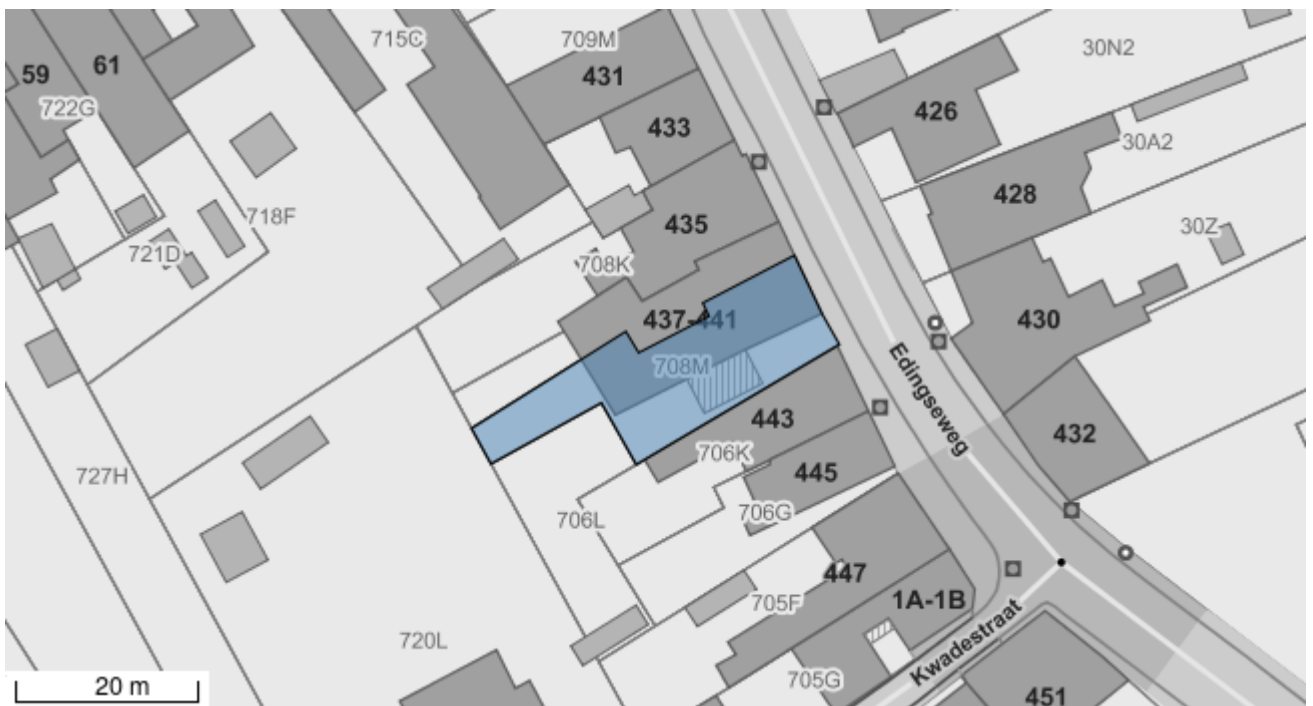 709M
715C
30N2
59
61
431
722G
426
433
30A2
428
718F
435
30Z
721D
708K
437-441
430
708M
Edingseweg
443
432
706K
445
727H
706G
706L
447
705F
1A-1B
720L
Kwadestraat
705G
20 m
451